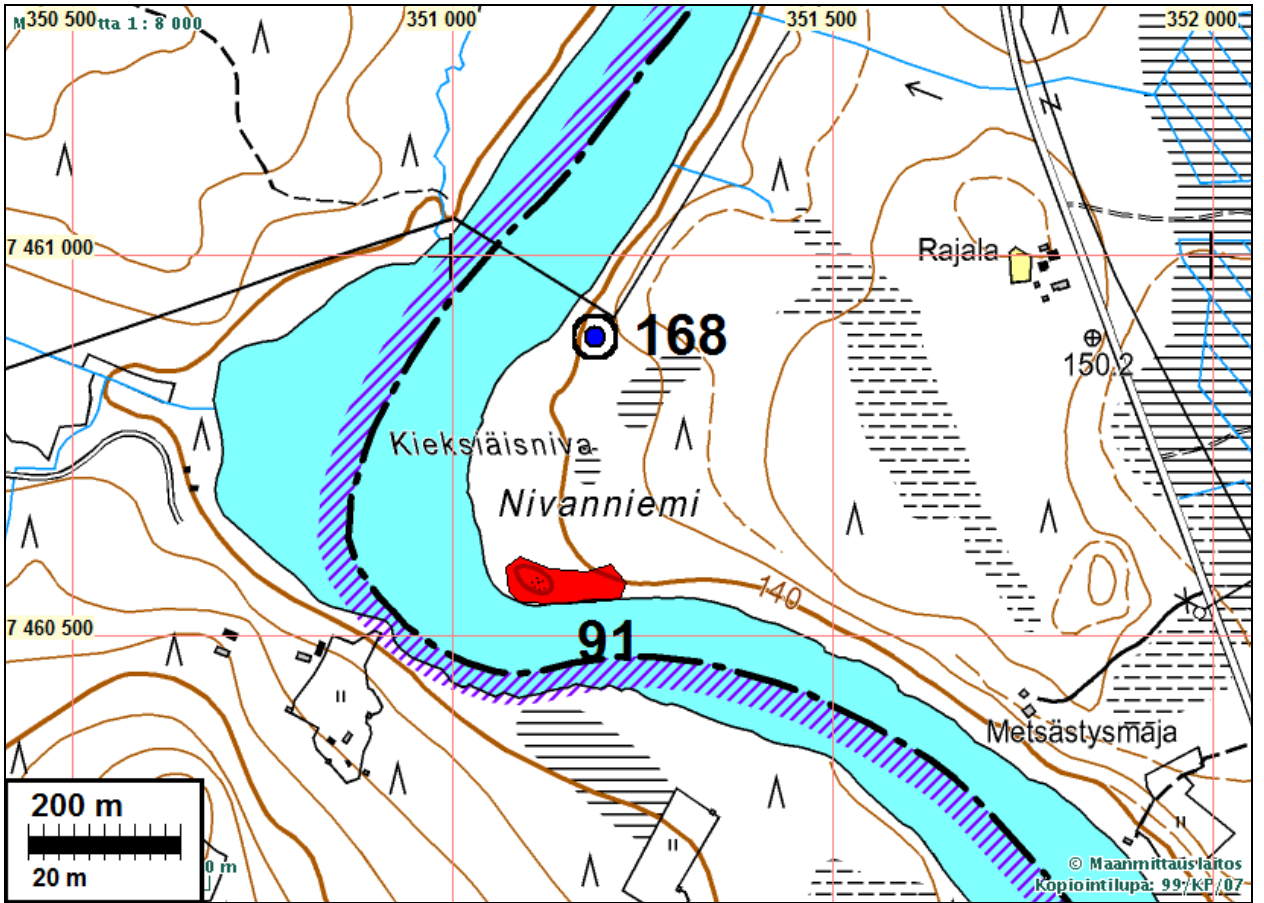 350 500
tta 1 : 8 000
351 000
351 500
352 000
7 461 000
Rajala
168
150.2
Kieksiäisniva
Nivanniemi
140
7 460 500
91
Metsästysmaja
200 m
20 m
0 m
© Maanmittauslaitos
Kopiointilupa: 99/KP/07